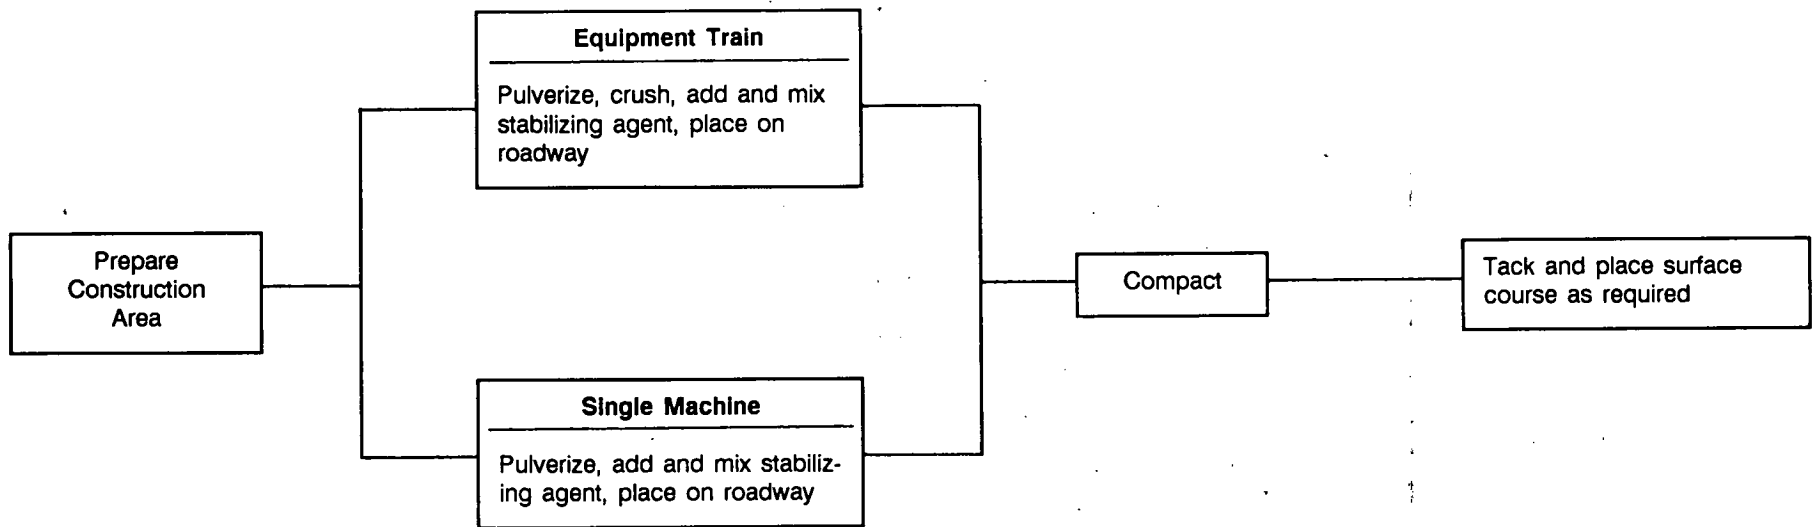 Equipment Train
Pulverize, crush, add and mix
stabilizing agent, place on
roadway
Prepare
Construction
Area
Compact
Tack and place surface
course as required
Single Machine
Pulverize, add and mix stabiliz-
ing agent, place on roadway